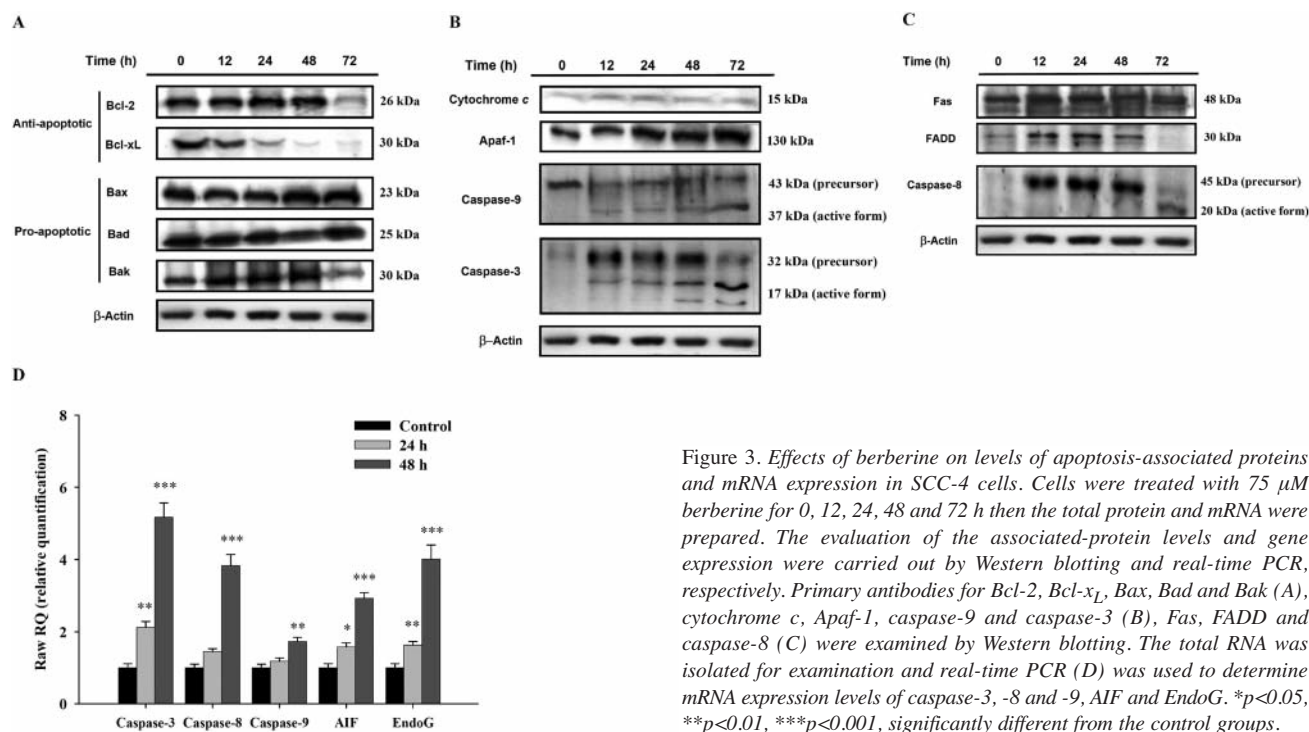 A
Time (h) 0 12 24 48 72
Anti-apoptotic
Bcl-2 26 kDa
Bcl-xL 30 kDa
Pro-apoptotic
Bax 23 kDa
Bad 25 kDa
Bak 30 kDa
β-Actin
B
Time (h) 0 12 24 48 72
Cytochrome c 15 kDa
Apaf-1 130 kDa
Caspase-9
43 kDa (precursor)
37 kDa (active form)
Caspase-3
32 kDa (precursor)
17 kDa (active form)
β-Actin
C
Time (h) 0 12 24 48 72
Fas 48 kDa
FADD 30 kDa
Caspase-8
45 kDa (precursor)
20 kDa (active form)
β-Actin
D
Raw RQ (relative quantification)
8
6
4
2
0
Control
24 h
48 h
** ***
***
**
* ***
** ***
Caspase-3 Caspase-8 Caspase-9 AIF EndoG
Figure 3. Effects of berberine on levels of apoptosis-associated proteins
and mRNA expression in SCC-4 cells. Cells were treated with 75 μM
berberine for 0, 12, 24, 48 and 72 h then the total protein and mRNA were
prepared. The evaluation of the associated-protein levels and gene
expression were carried out by Western blotting and real-time PCR,
respectively. Primary antibodies for Bcl-2, Bcl-xL, Bax, Bad and Bak (A),
cytochrome c, Apaf-1, caspase-9 and caspase-3 (B), Fas, FADD and
caspase-8 (C) were examined by Western blotting. The total RNA was
isolated for examination and real-time PCR (D) was used to determine
mRNA expression levels of caspase-3, -8 and -9, AIF and EndoG. *p<0.05,
**p<0.01, ***p<0.001, significantly different from the control groups.